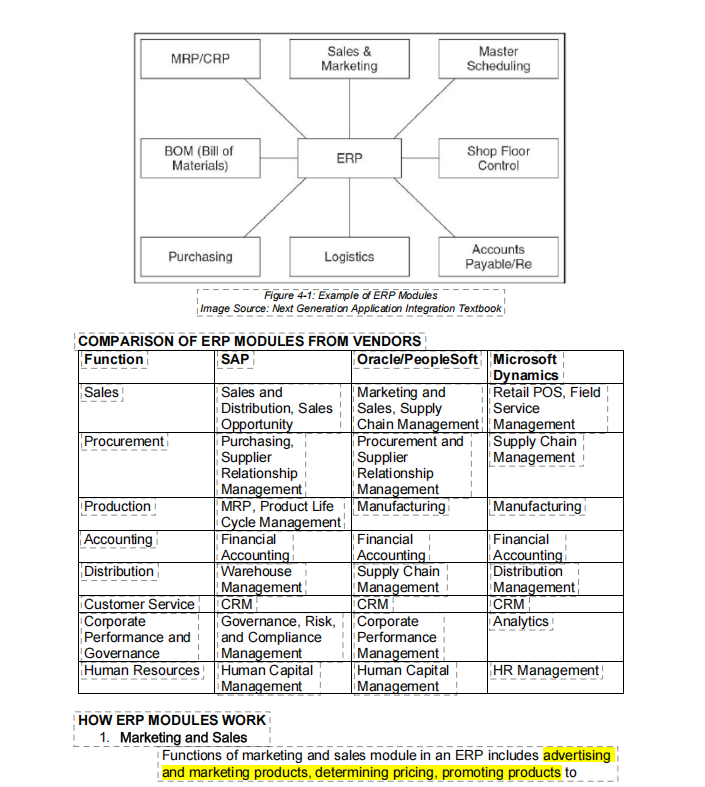 MRP/CRP
Sales &
Marketing
Master
Scheduling
BOM (Bill of
Materials)
ERP
Shop Floor
Control
Purchasing
Logistics
Accounts
Payable/Re
Figure 4-1: Example of ERP Modules
Image Source: Next Generation Application Integration Textbook
COMPARISON OF ERP MODULES FROM VENDORS
Function
SAP
Oracle/PeopleSoft
Microsoft
Dynamics
Sales
Sales and
Distribution, Sales
Opportunity
Marketing and
Sales, Supply
Chain Management
Retail POS, Field
Service
Management
Procurement
Purchasing,
Supplier
Relationship
Management
Procurement and
Supplier
Relationship
Management
Supply Chain
Management
Production
MRP, Product Life
Cycle Management
Manufacturing
Manufacturing
Accounting
Financial
Accounting
Financial
Accounting
Financial
Accounting
Distribution
Warehouse
Management
Supply Chain
Management
Distribution
Management
Customer Service
CRM
CRM
CRM
Corporate
Performance and
Governance
Governance, Risk,
and Compliance
Management
Corporate
Performance
Management
Analytics
Human Resources
Human Capital
Management
Human Capital
Management
HR Management
HOW ERP MODULES WORK
1. Marketing and Sales
Functions of marketing and sales module in an ERP includes advertising
and marketing products, determining pricing, promoting products to